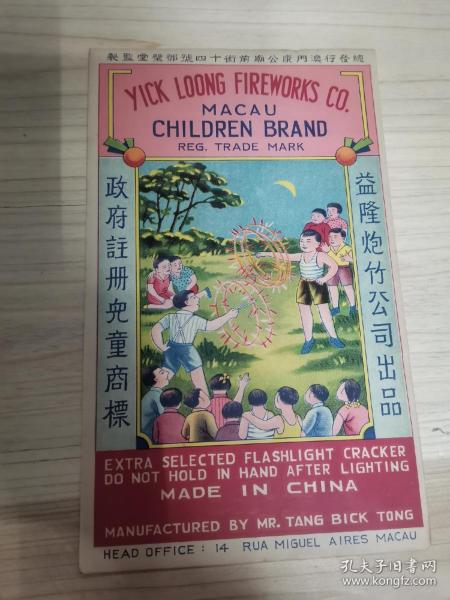 總發行澳門康公廟前街十四號鄧璧堂監製
YICK LOONG FIREWORKS CO.
MACAU
CHILDREN BRAND
REG. TRADE MARK
益隆炮竹公司出品
政府註册兒童商標
EXTRA SELECTED FLASHLIGHT CRACKER
DO NOT HOLD IN HAND AFTER LIGHTING
MADE IN CHINA
MANUFACTURED BY MR. TANG BICK TONG
HEAD OFFICE : 14 RUA MIGUEL AIRES MACAU
孔夫子旧书网
www.kongfz.com